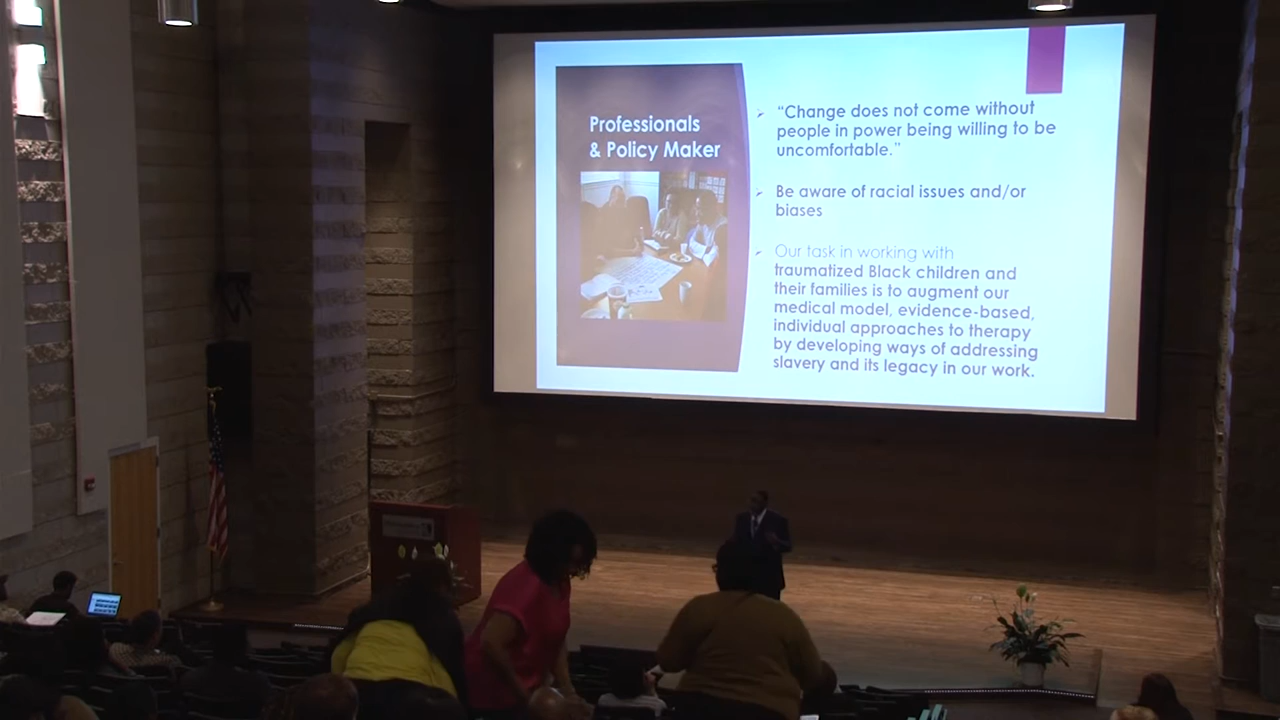 Professionals
& Policy Maker
“Change does not come without
people in power being willing to be
uncomfortable.”
Be aware of racial issues and/or
biases
Our task in working with
traumatized Black children and
their families is to augment our
medical model, evidence-based,
individual approaches to therapy
by developing ways of addressing
slavery and its legacy in our work.